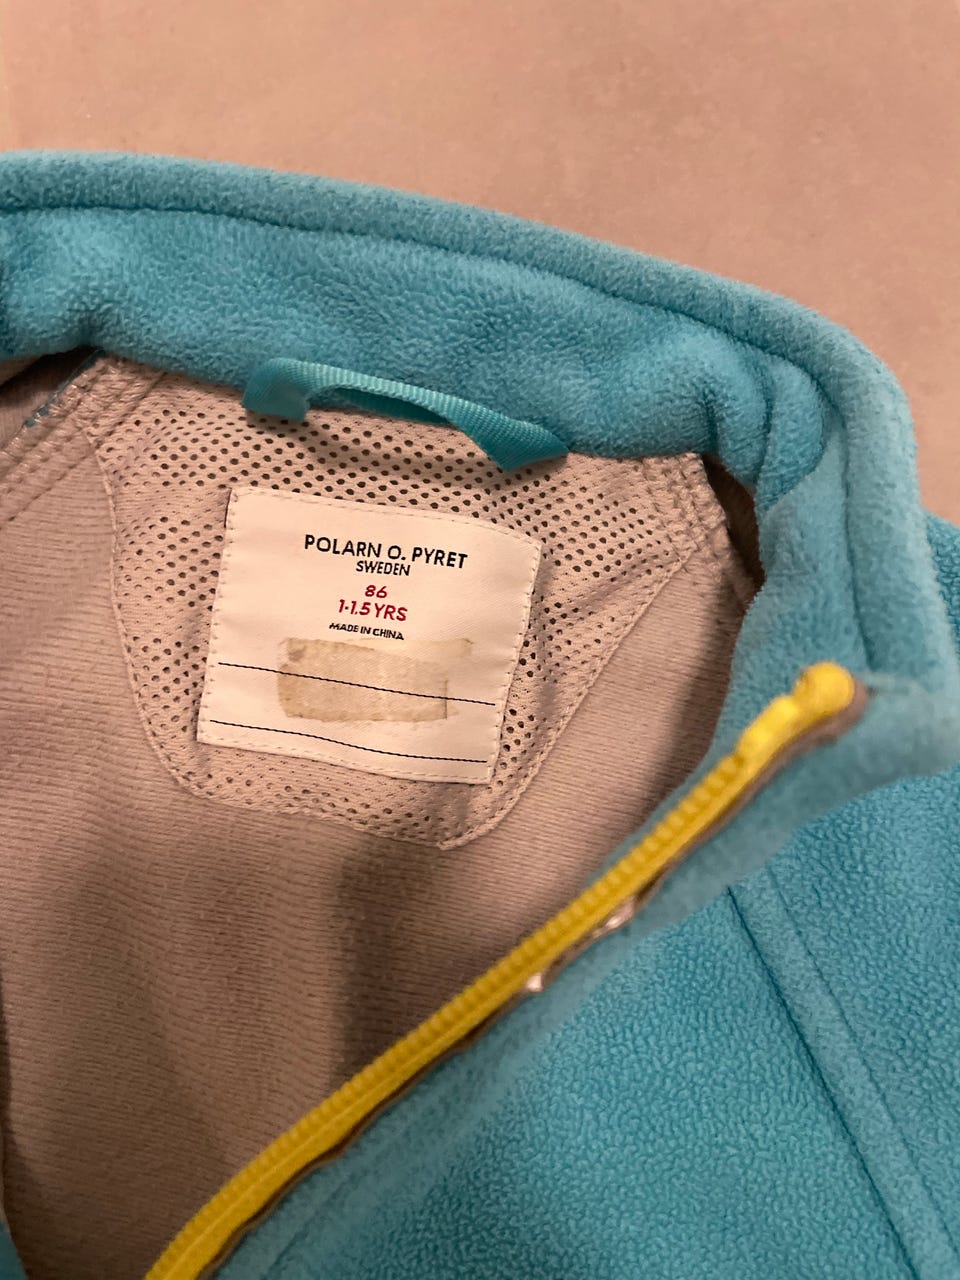 POLARN O. PYRET
SWEDEN
86
1-1.5 YRS
MADE IN CHINA